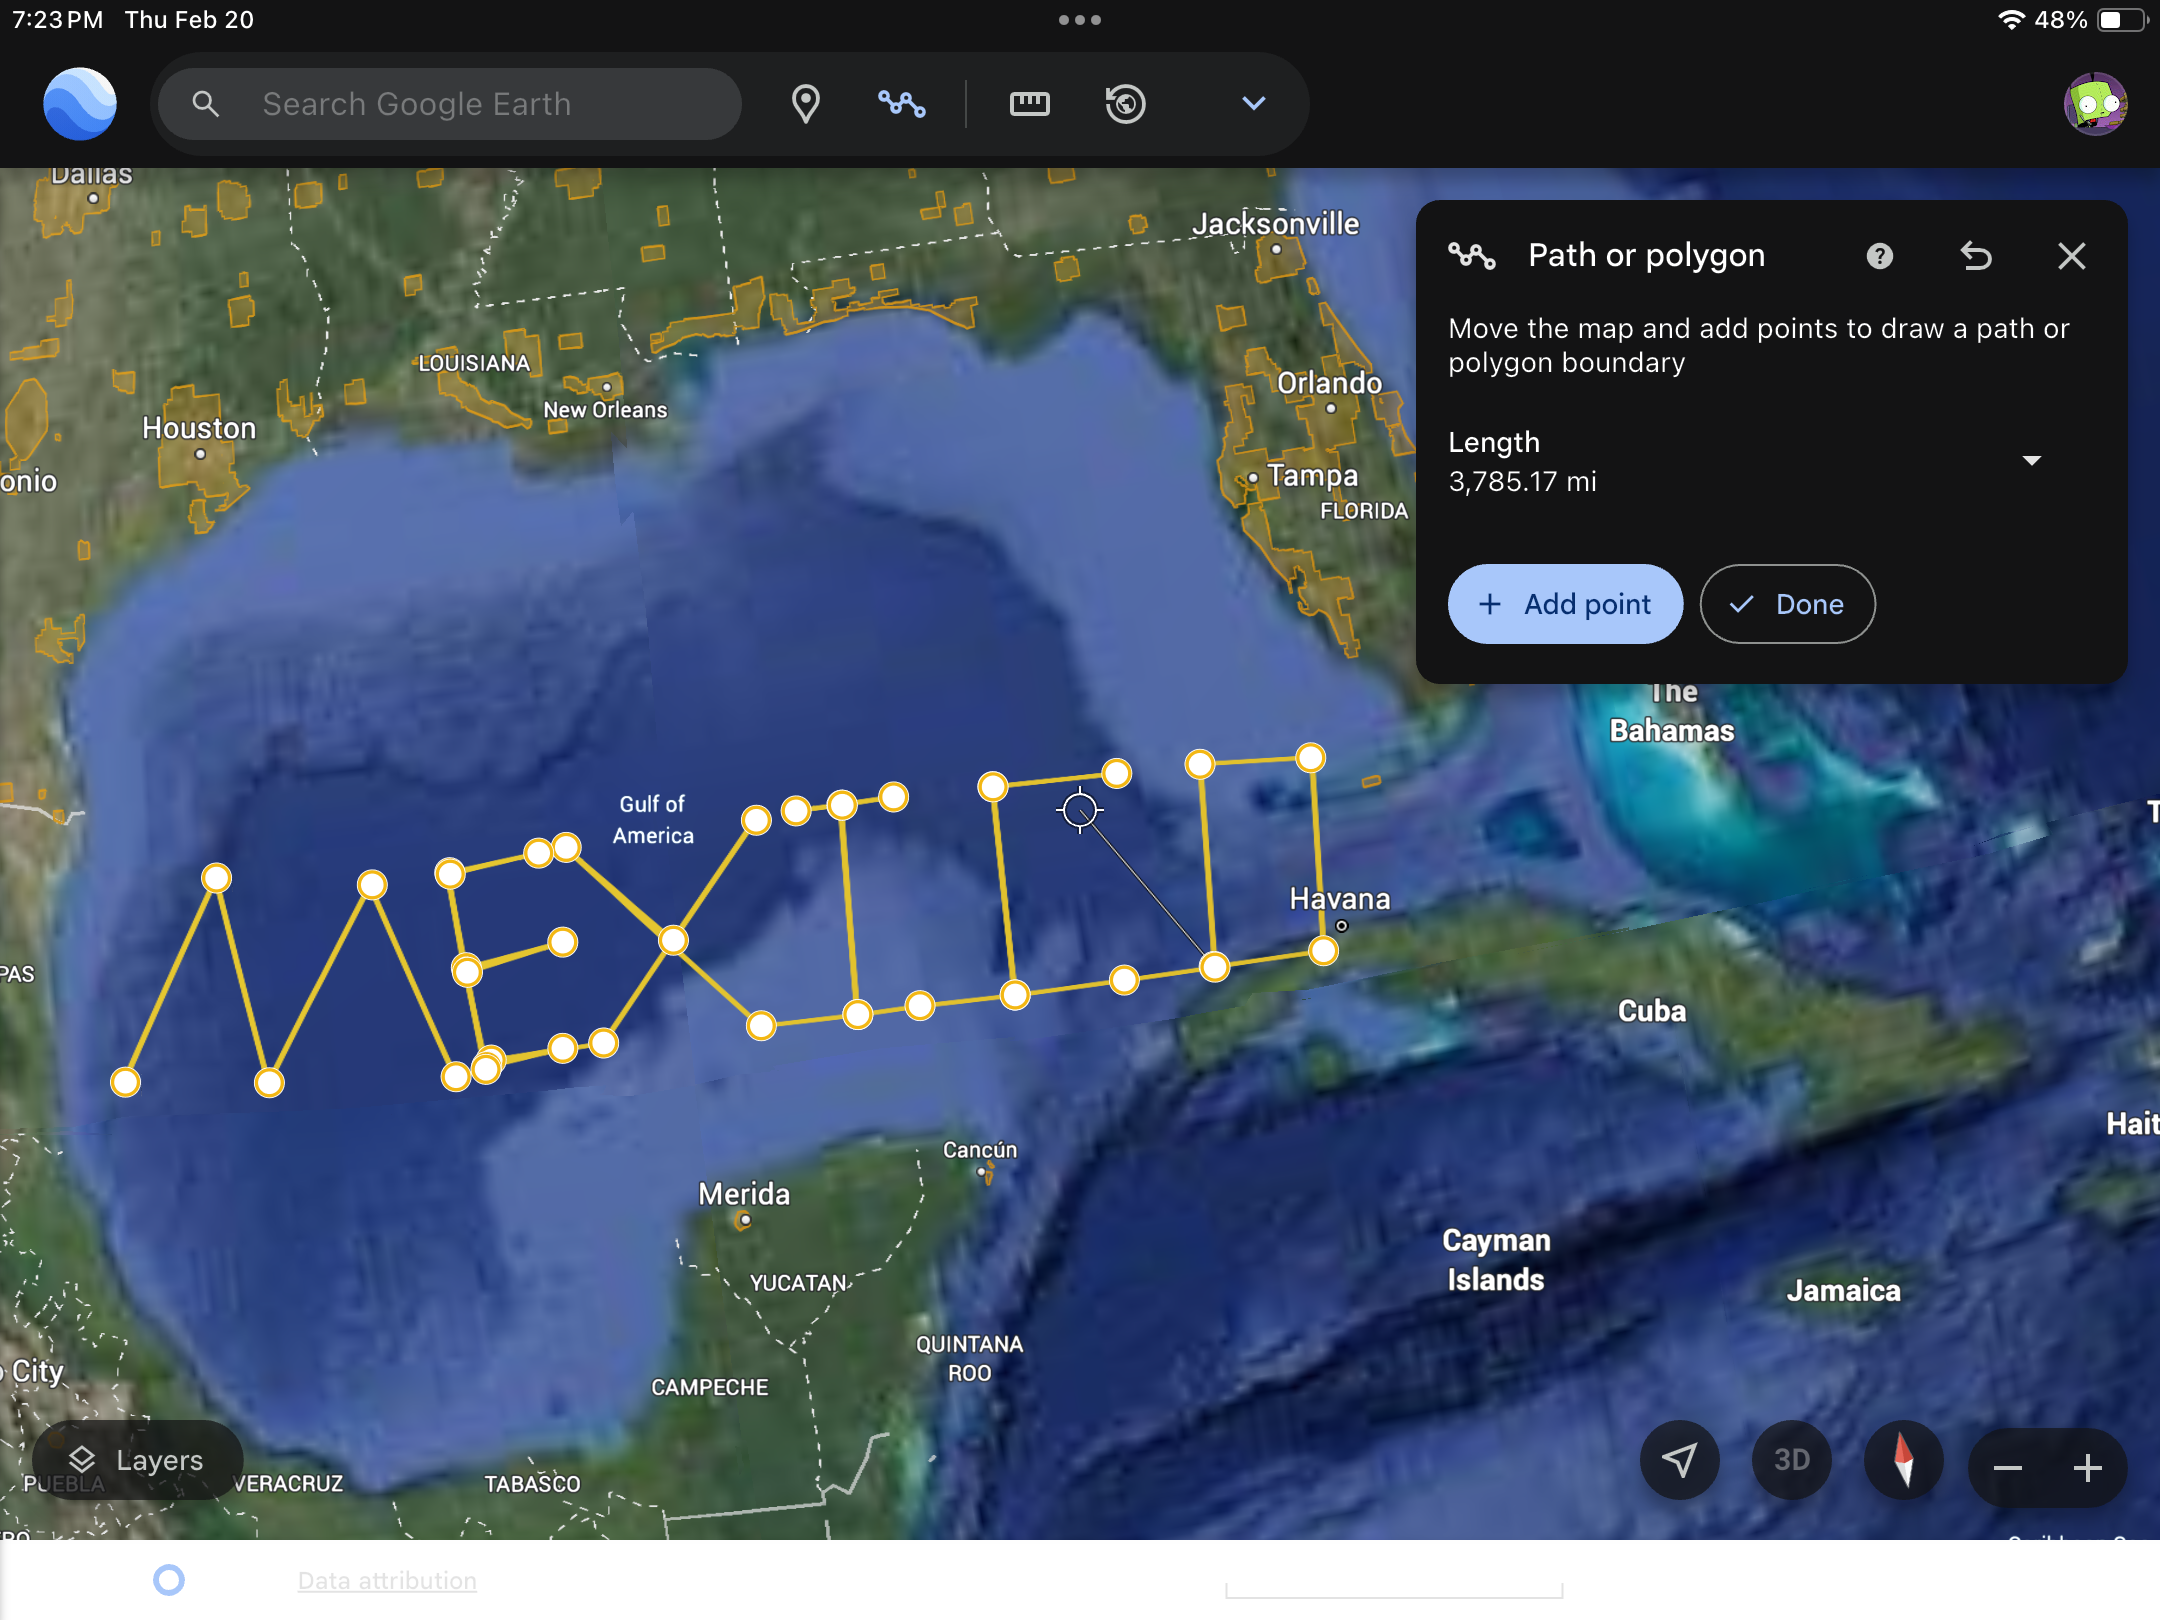 7:23 PM Thu Feb 20
48%
Search Google Earth
Dallas
Jacksonville
Path or polygon
Move the map and add points to draw a path or
polygon boundary
LOUISIANA
New Orleans
Orlando
Houston
Length
3,785.17 mi
onio
Tampa
FLORIDA
Add point
Done
The
Bahamas
Gulf of
America
MEXICO
T
Havana
PAS
Cuba
Hait
Cancún
Merida
YUCATAN
Cayman
Islands
Jamaica
QUINTANA
ROO
City
CAMPECHE
Layers
3D
PUEBLA
VERACRUZ
TABASCO
Data attribution